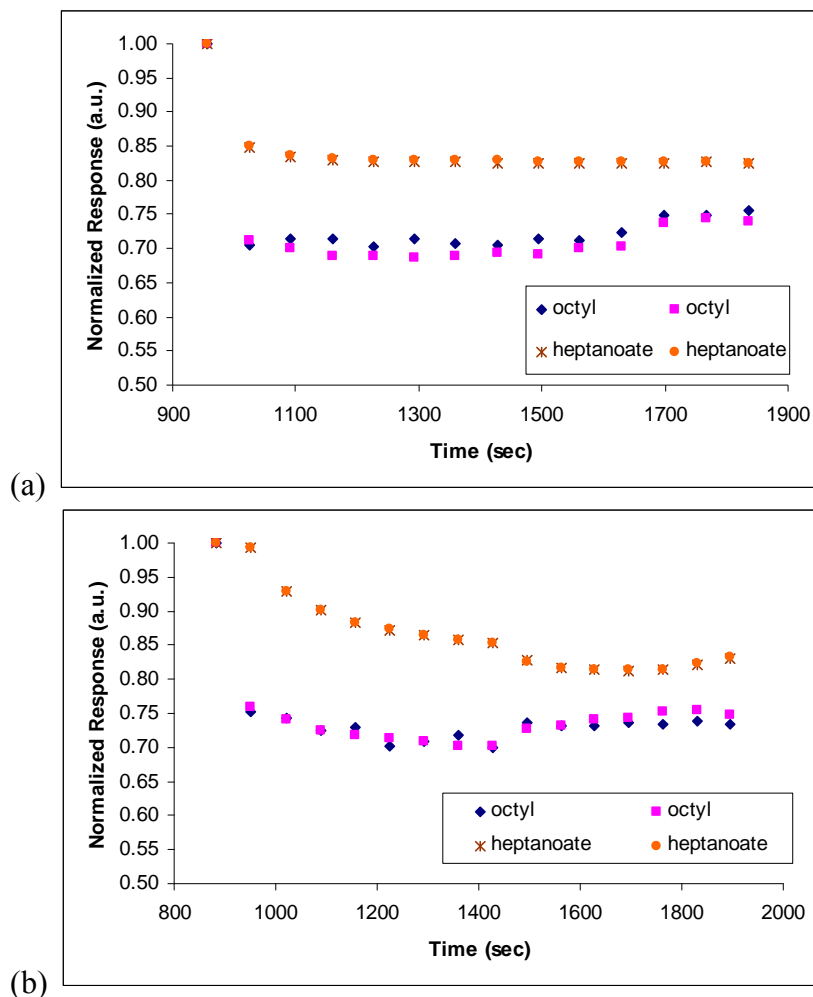 1.00
0.95
0.90
0.85
0.80
0.75
0.70
0.65
0.60
0.55
0.50
Normalized Response (a.u.)
octyl octyl
heptanoate heptanoate
900 1100 1300 1500 1700 1900
Time (sec)
(a)
1.00
0.95
0.90
0.85
0.80
0.75
0.70
0.65
0.60
0.55
0.50
Normalized Response (a.u.)
octyl octyl
heptanoate heptanoate
800 1000 1200 1400 1600 1800 2000
Time (sec)
(b)